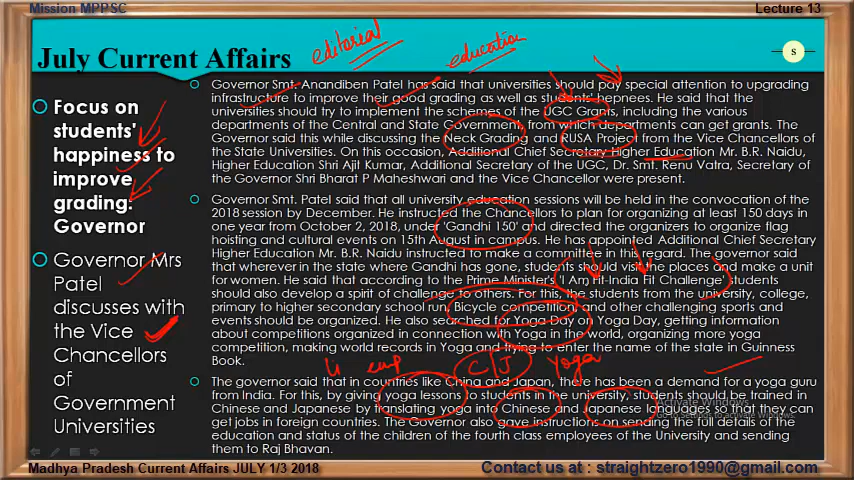 Mission MPPSC
Lecture 13
July Current Affairs
editorial
education
8
Focus on
students'
happiness to
improve
grading:
Governor
Governor Mrs
Patel
discusses with
the Vice
Chancellors
of
Government
Universities
Governor Smt. Anandiben Patel has said that universities should pay special attention to upgrading
infrastructure to improve their good grading as well as students' hepnees. He said that the
universities should try to implement the schemes of the UGC Grants, including the various
departments of the Central and State Government, from which departments can get grants. The
Governor said this while discussing the Neck Grading and RUSA Project from the Vice Chancellors of
the State Universities. On this occasion, Additional Chief Secretary Higher Education Mr. B.R. Naidu,
Higher Education Shri Ajit Kumar, Additional Secretary of the UGC, Dr. Smt. Renu Vatra, Secretary of
the Governor Shri Bharat P Maheshwari and the Vice Chancellor were present.
Governor Smt. Patel said that all university education sessions will be held in the convocation of the
2018 session by December. He instructed the Chancellors to plan for organizing at least 150 days in
one year from October 2, 2018, under 'Gandhi 150' and directed the organizers to organize flag
hoisting and cultural events on 15th August in campus. He has appointed Additional Chief Secretary
Higher Education Mr. B.R. Naidu instructed to make a committee in this regard. The governor said
that wherever in the state where Gandhi has gone, students should visit the places and make a unit
for women. He said that according to the Prime Minister's 'I Am Fit-India Fil Challenge' students
should also develop a spirit of challenge to others. For this, the students from the university, college,
primary to higher secondary school run, Bicycle competition, and other challenging sports and
events should be organized. He also searched for Yoga Day on Yoga Day, getting information
about competitions organized in connection with Yoga in the world, organizing more yoga
competition, making world records in Yoga and trying to enter the name of the state in Guinness
Book.
C J yoga
The governor said that in countries like China and Japan, there has been a demand for a yoga guru
from India. For this, by giving yoga lessons to students in the university, students should be trained in
Chinese and Japanese by translating yoga into Chinese and Japanese languages so that they can
get jobs in foreign countries. The Governor also gave instructions on sending the full details of the
education and status of the children of the fourth class employees of the University and sending
them to Raj Bhavan.
Activate Windows
Madhya Pradesh Current Affairs JULY 1/3 2018
Contact us at : straightzero1990@gmail.com